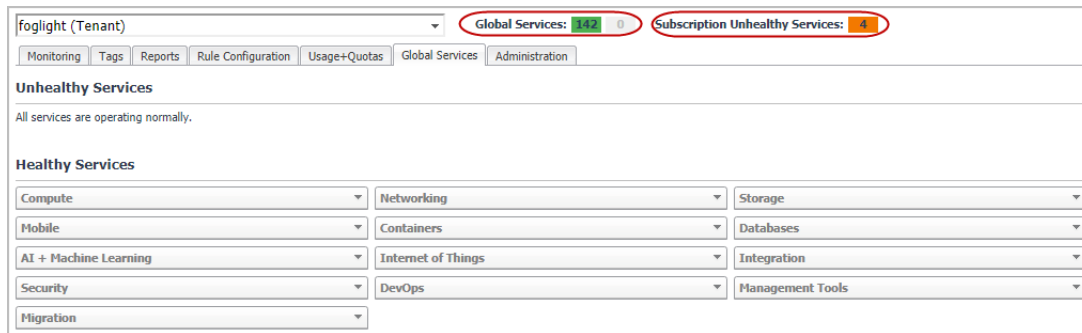 foglight (Tenant) Global Services: 142 0 Subscription Unhealthy Services: 4
Monitoring Tags Reports Rule Configuration Usage+Quotas Global Services Administration
Unhealthy Services
All services are operating normally.
Healthy Services
Compute Networking Storage
Mobile Containers Databases
AI + Machine Learning Internet of Things Integration
Security DevOps Management Tools
Migration